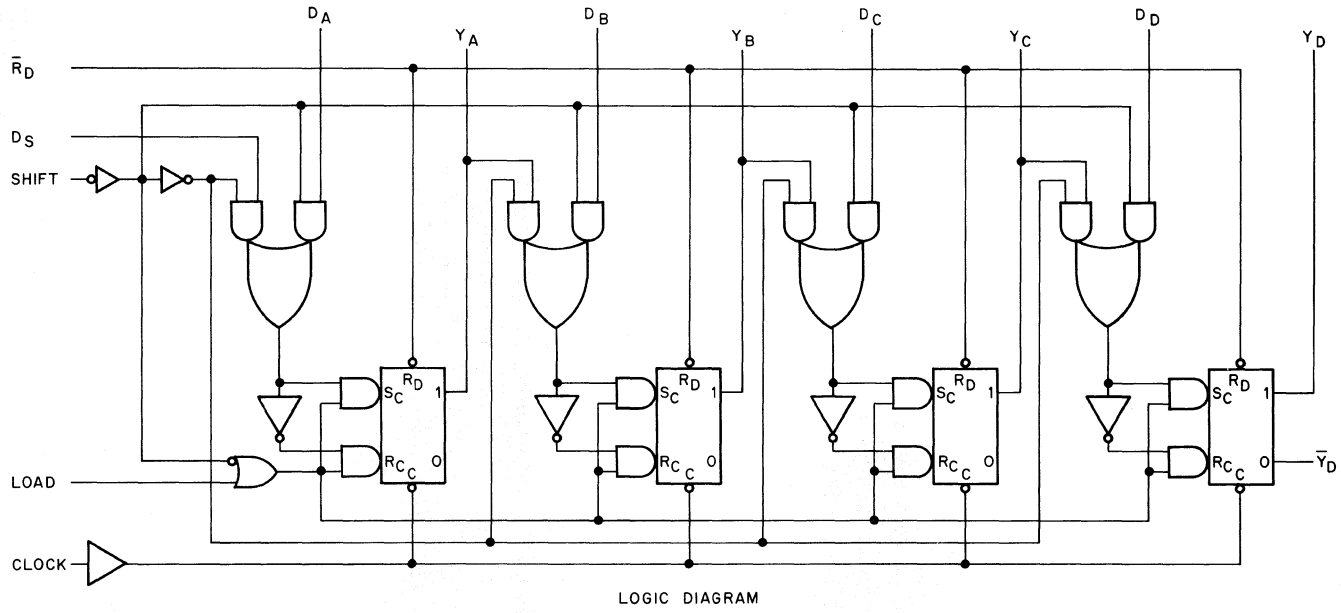 D_A Y_A D_B Y_B D_C Y_C D_D Y_D
R̅_D
D_S
SHIFT
R_D R_D R_D R_D
S_C 1 S_C 1 S_C 1 S_C 1
R_C C 0 R_C C 0 R_C C 0 R_C C 0 Y̅_D
LOAD
CLOCK
LOGIC DIAGRAM